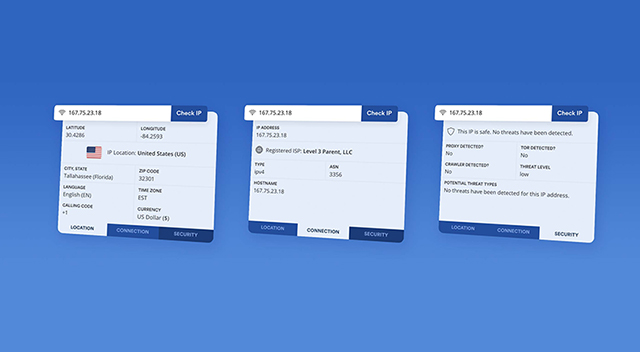 167.75.23.18
Check IP
LATITUDE
30.4286
LONGITUDE
-84.2593
IP Location: United States (US)
CITY, STATE
Tallahassee (Florida)
ZIP CODE
32301
LANGUAGE
English (EN)
TIME ZONE
EST
CALLING CODE
+1
CURRENCY
US Dollar ($)
LOCATION
CONNECTION
SECURITY
167.75.23.18
Check IP
IP ADDRESS
167.75.23.18
Registered ISP: Level 3 Parent, LLC
TYPE
ipv4
ASN
3356
HOSTNAME
167.75.23.18
LOCATION
CONNECTION
SECURITY
167.75.23.18
Check IP
This IP is safe. No threats have been detected.
PROXY DETECTED?
No
TOR DETECTED?
No
CRAWLER DETECTED?
No
THREAT LEVEL
low
POTENTIAL THREAT TYPES
No threats have been detected for this IP address.
LOCATION
CONNECTION
SECURITY